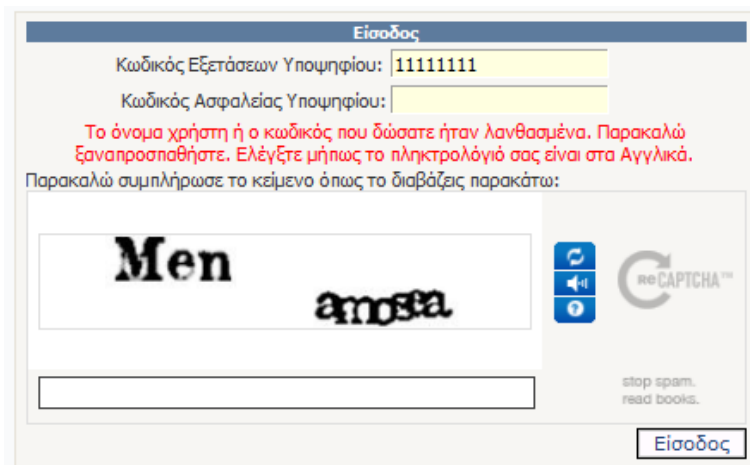 Είσοδος
Κωδικός Εξετάσεων Υποψηφίου: 11111111
Κωδικός Ασφαλείας Υποψηφίου:
Το όνομα χρήστη ή ο κωδικός που δώσατε ήταν λανθασμένα. Παρακαλώ
ξαναπροσπαθήστε. Ελέγξτε μήπως το πληκτρολόγιό σας είναι στα Αγγλικά.
Παρακαλώ συμπλήρωσε το κείμενο όπως το διαβάζεις παρακάτω:
Men
amosea
reCAPTCHA™
stop spam.
read books.
Είσοδος